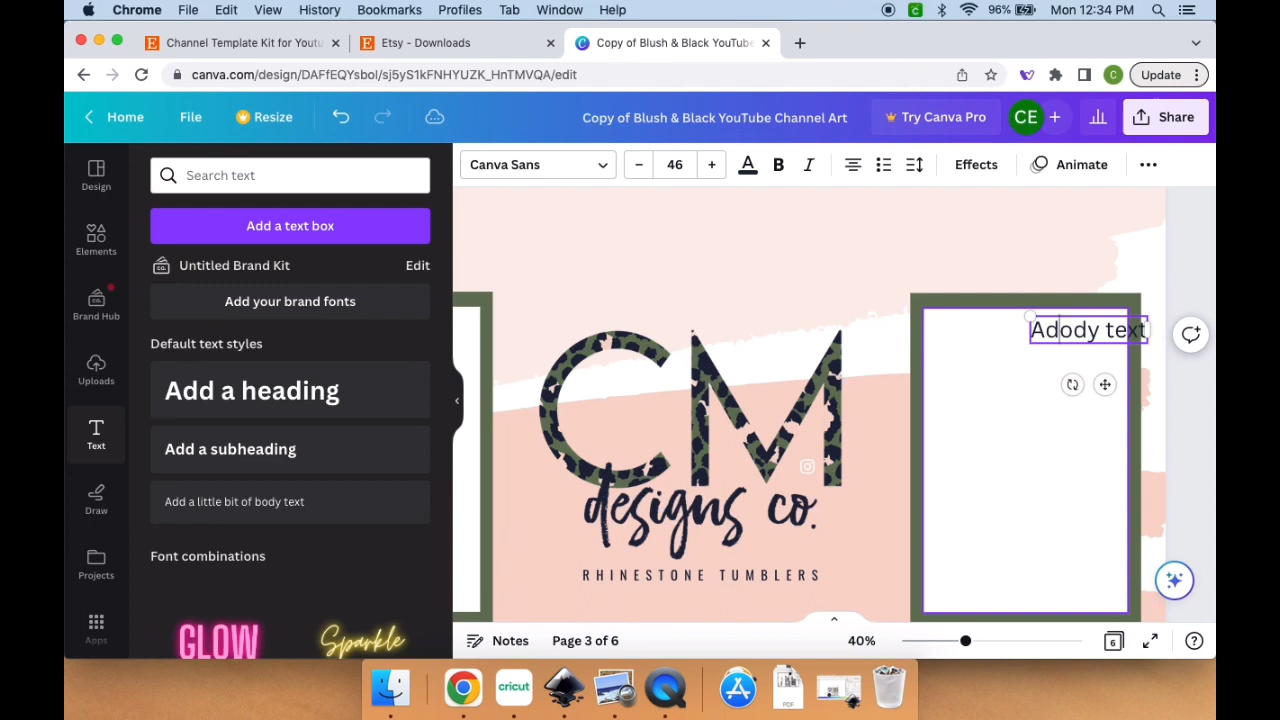 Chrome File Edit View History Bookmarks Profiles Tab Window Help C 96% Mon 12:34 PM
Channel Template Kit for Youtu Etsy - Downloads Copy of Blush & Black YouTube
canva.com/design/DAFfEQYsboI/sj5yS1kFNHYUZK_HnTMVQA/edit C Update
Home File Resize Copy of Blush & Black YouTube Channel Art Try Canva Pro CE Share
Search text Canva Sans 46 A B I Effects Animate
Design
Add a text box
Elements
Untitled Brand Kit Edit
Add your brand fonts
Brand Hub
Default text styles
Adody text
Uploads
Add a heading
Text
Add a subheading
CM
Draw
Add a little bit of body text
designs co.
Font combinations
RHINESTONE TUMBLERS
Projects
Apps
GLOW Sparkle
Notes Page 3 of 6 40% 6
cricut
PDF